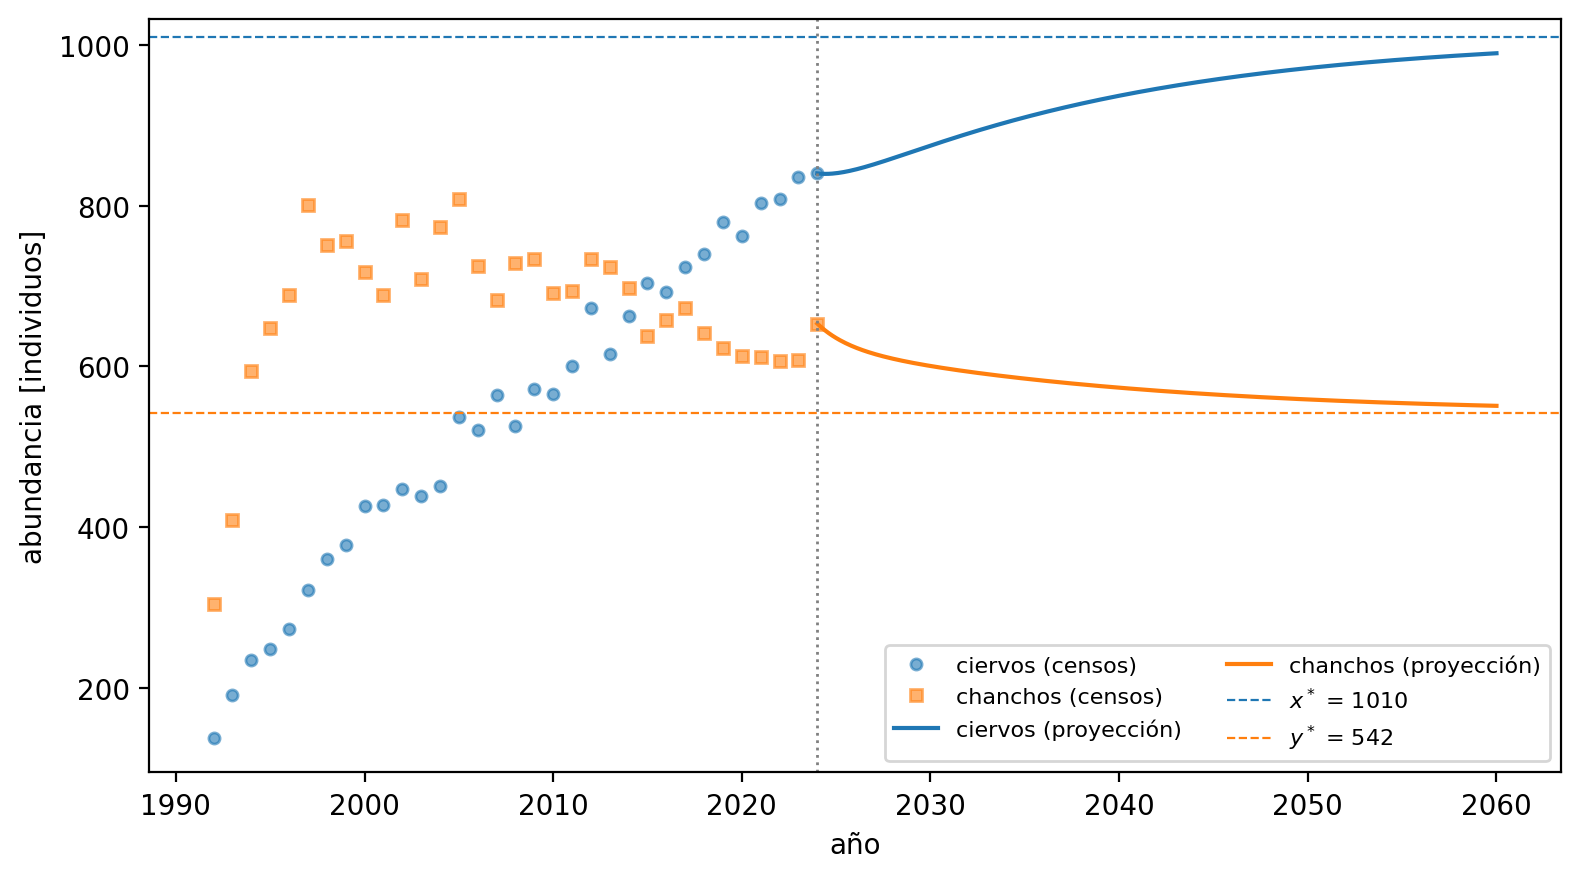 1000
800
600
400
200
abundancia [individuos]
1990 2000 2010 2020 2030 2040 2050 2060
año
ciervos (censos)
chanchos (censos)
ciervos (proyección)
chanchos (proyección)
x* = 1010
y* = 542